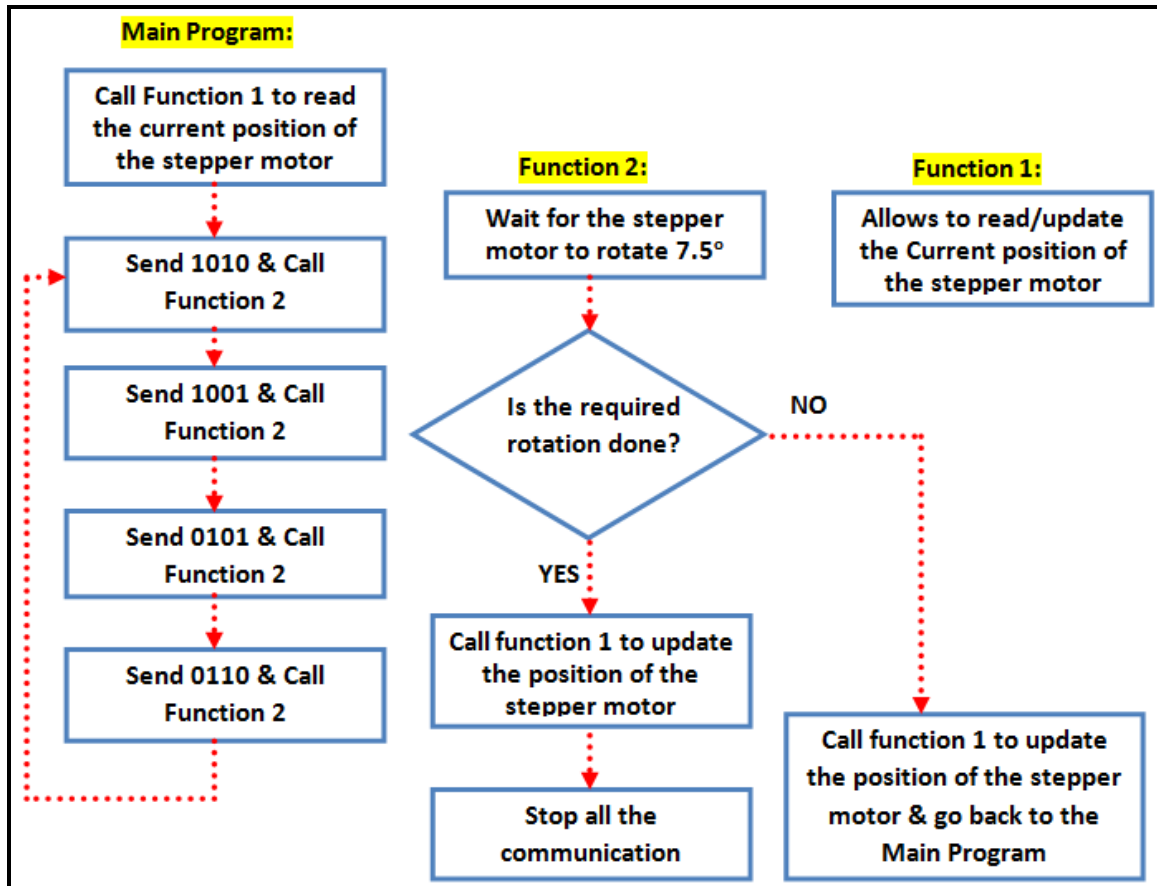 Main Program:
Call Function 1 to read
the current position of
the stepper motor
Send 1010 & Call
Function 2
Send 1001 & Call
Function 2
Send 0101 & Call
Function 2
Send 0110 & Call
Function 2
Function 2:
Wait for the stepper
motor to rotate 7.5°
Is the required
rotation done?
NO
YES
Call function 1 to update
the position of the
stepper motor
Stop all the
communication
Function 1:
Allows to read/update
the Current position of
the stepper motor
Call function 1 to update
the position of the stepper
motor & go back to the
Main Program